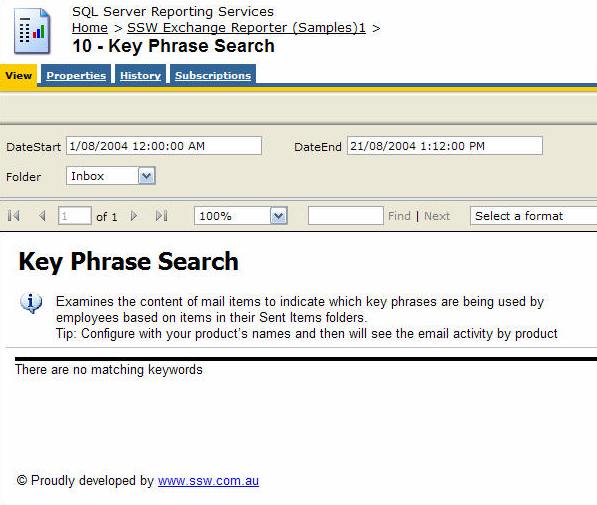 SQL Server Reporting Services
Home > SSW Exchange Reporter (Samples)1 >
10 - Key Phrase Search
View Properties History Subscriptions
DateStart 1/08/2004 12:00:00 AM DateEnd 21/08/2004 1:12:00 PM
Folder Inbox
1 of 1 100% Find | Next Select a format
Key Phrase Search
Examines the content of mail items to indicate which key phrases are being used by
employees based on items in their Sent Items folders.
Tip: Configure with your product's names and then will see the email activity by product
There are no matching keywords
© Proudly developed by www.ssw.com.au